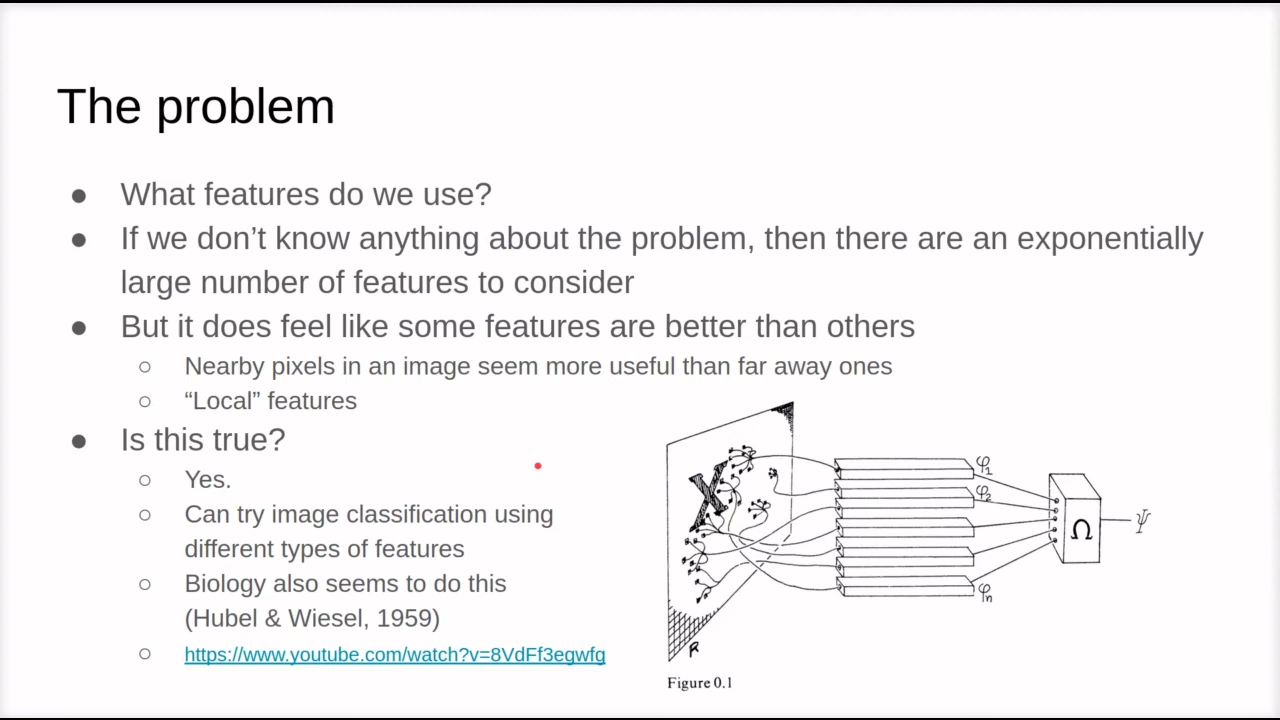 The problem
● What features do we use?
● If we don’t know anything about the problem, then there are an exponentially
large number of features to consider
● But it does feel like some features are better than others
○ Nearby pixels in an image seem more useful than far away ones
○ “Local” features
● Is this true?
○ Yes.
○ Can try image classification using
different types of features
○ Biology also seems to do this
(Hubel & Wiesel, 1959)
○ https://www.youtube.com/watch?v=8VdFf3egwfg
X
φ1
φ2
φn
Ω
Ψ
R
Figure 0.1